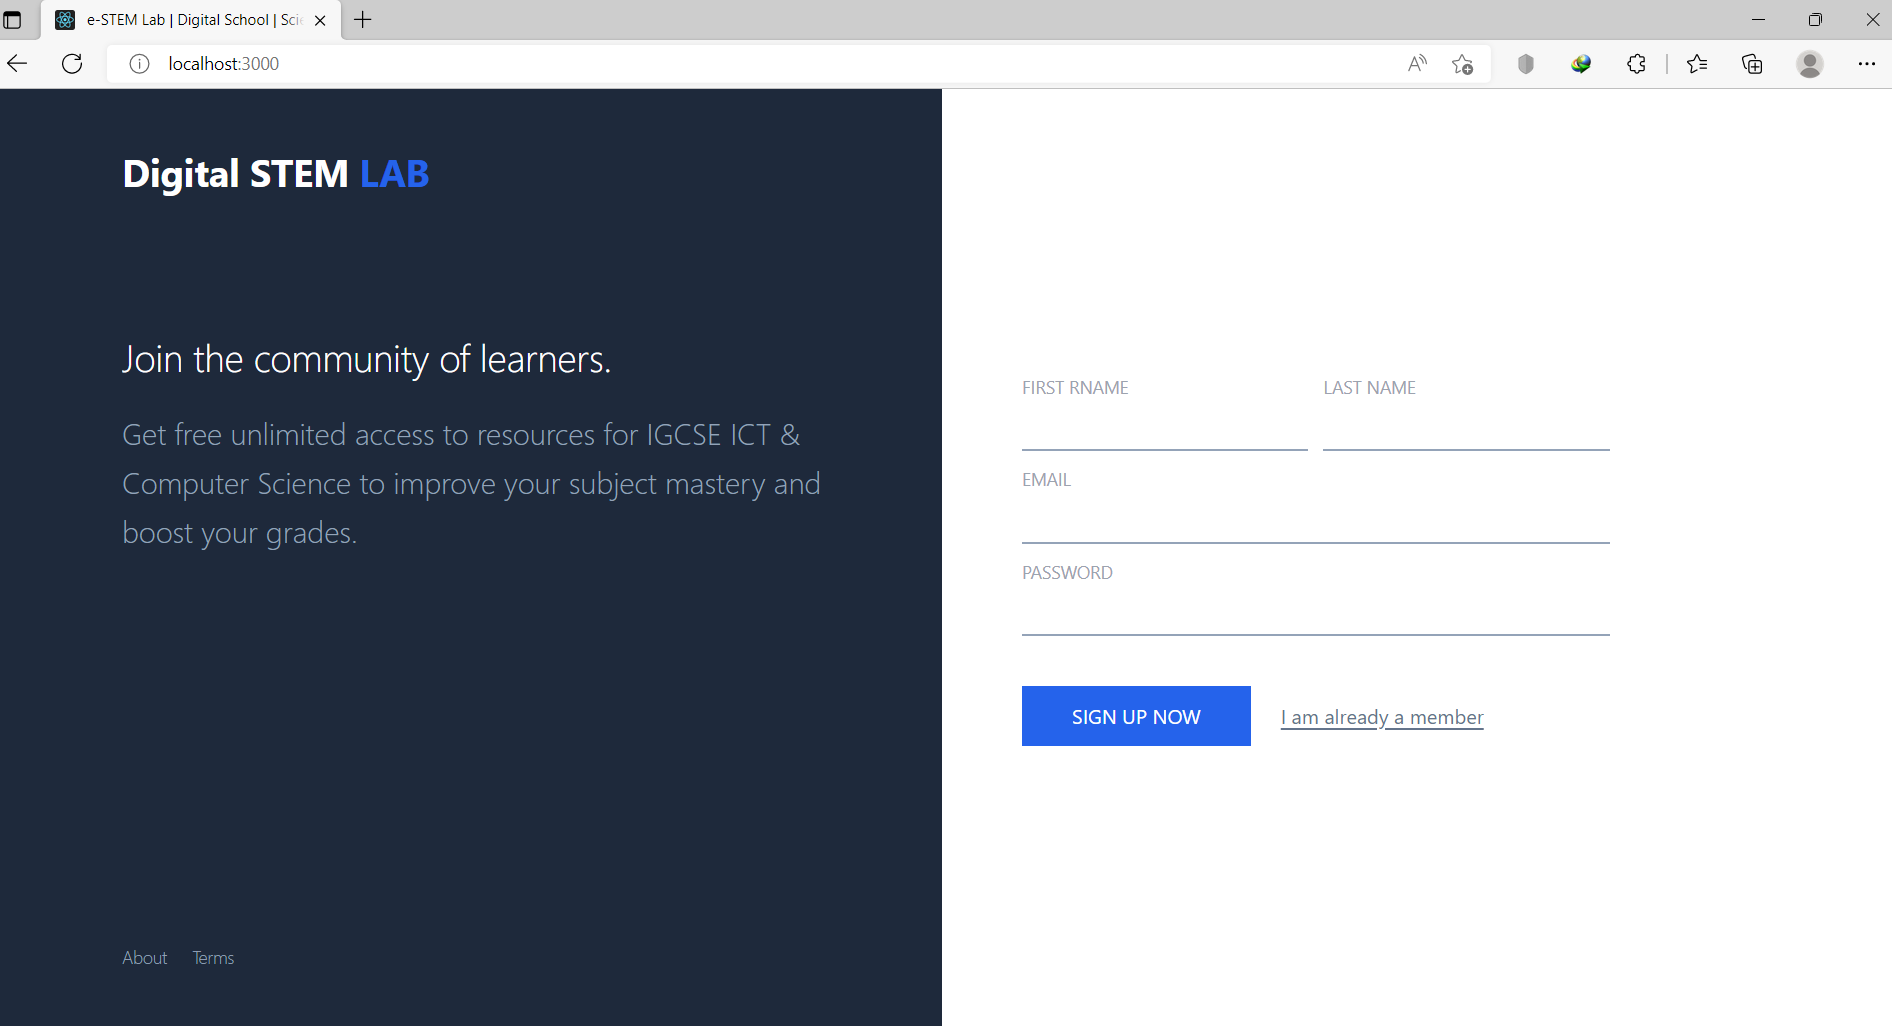 e-STEM Lab | Digital School | Sci
localhost:3000
Digital STEM LAB
Join the community of learners.
Get free unlimited access to resources for IGCSE ICT &
Computer Science to improve your subject mastery and
boost your grades.
About Terms
FIRST RNAME LAST NAME
EMAIL
PASSWORD
SIGN UP NOW I am already a member